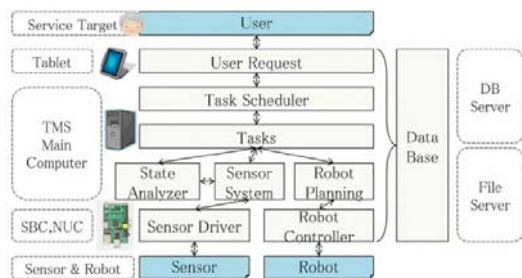 Service Target
User
Tablet
User Request
Task Scheduler
TMS
Main
Computer
Tasks
State
Analyzer
Sensor
System
Robot
Planning
SBC,NUC
Sensor Driver
Robot
Controller
Sensor & Robot
Sensor
Robot
Data
Base
DB
Server
File
Server